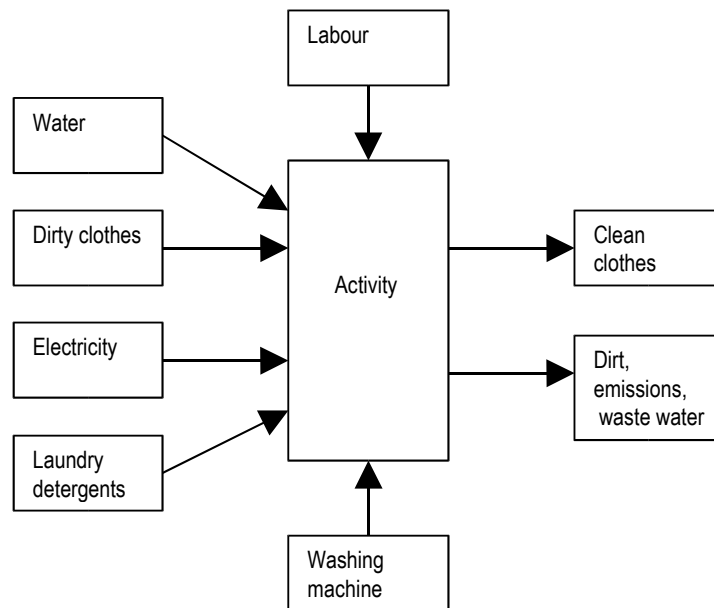 Labour
Water
Dirty clothes
Electricity
Laundry
detergents
Activity
Clean
clothes
Dirt,
emissions,
waste water
Washing
machine